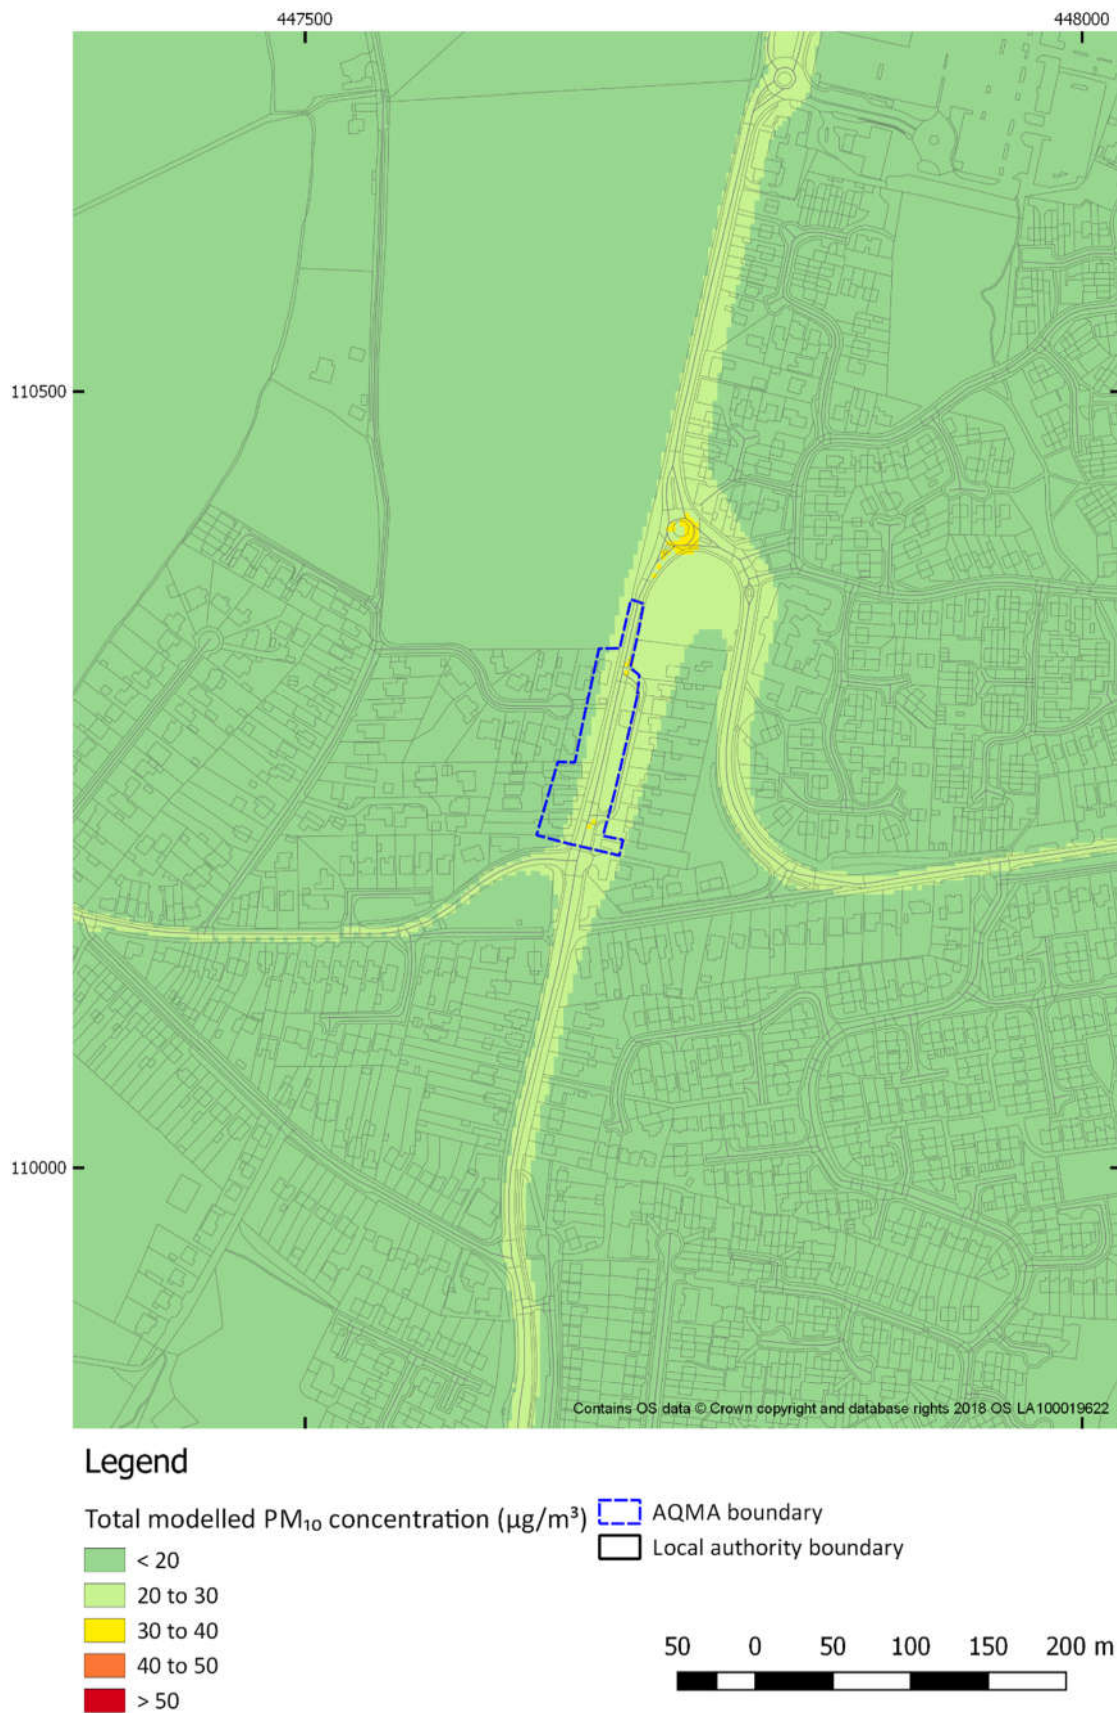 447500
448000
110500
110000
Contains OS data © Crown copyright and database rights 2018 OS LA100019622
Legend
Total modelled PM₁₀ concentration (µg/m³)
< 20
20 to 30
30 to 40
40 to 50
> 50
AQMA boundary
Local authority boundary
50 0 50 100 150 200 m